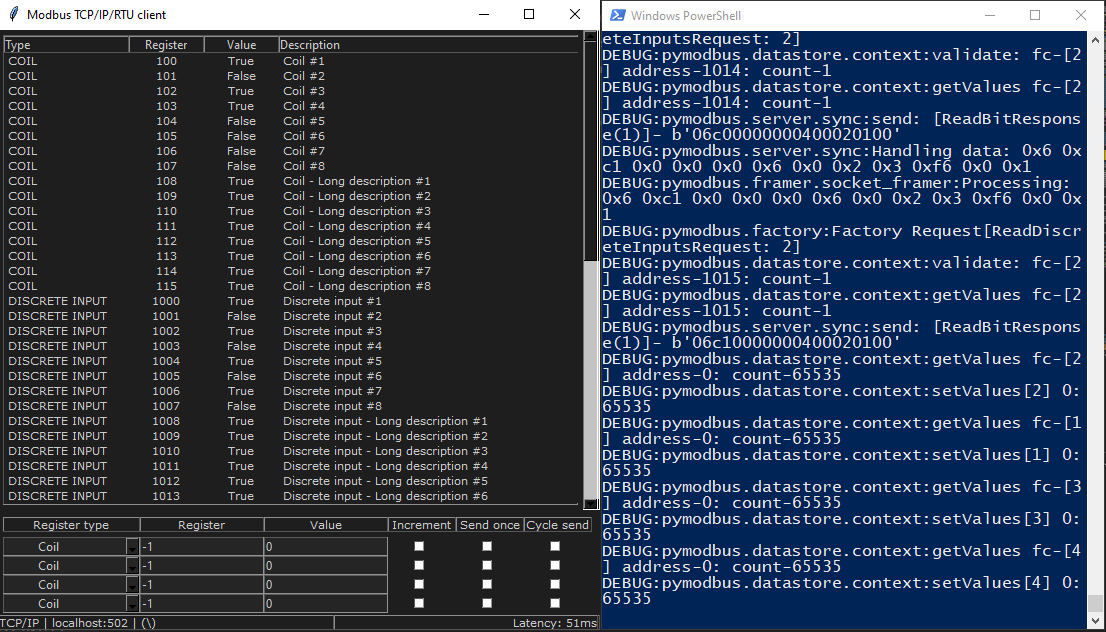 Modbus TCP/IP/RTU client
Type Register Value Description
COIL 100 True Coil #1
COIL 101 False Coil #2
COIL 102 True Coil #3
COIL 103 True Coil #4
COIL 104 False Coil #5
COIL 105 False Coil #6
COIL 106 False Coil #7
COIL 107 False Coil #8
COIL 108 True Coil - Long description #1
COIL 109 True Coil - Long description #2
COIL 110 True Coil - Long description #3
COIL 111 True Coil - Long description #4
COIL 112 True Coil - Long description #5
COIL 113 True Coil - Long description #6
COIL 114 True Coil - Long description #7
COIL 115 True Coil - Long description #8
DISCRETE INPUT 1000 True Discrete input #1
DISCRETE INPUT 1001 False Discrete input #2
DISCRETE INPUT 1002 True Discrete input #3
DISCRETE INPUT 1003 False Discrete input #4
DISCRETE INPUT 1004 True Discrete input #5
DISCRETE INPUT 1005 False Discrete input #6
DISCRETE INPUT 1006 True Discrete input #7
DISCRETE INPUT 1007 False Discrete input #8
DISCRETE INPUT 1008 True Discrete input - Long description #1
DISCRETE INPUT 1009 True Discrete input - Long description #2
DISCRETE INPUT 1010 True Discrete input - Long description #3
DISCRETE INPUT 1011 True Discrete input - Long description #4
DISCRETE INPUT 1012 True Discrete input - Long description #5
DISCRETE INPUT 1013 True Discrete input - Long description #6
Register type Register Value Increment Send once Cycle send
Coil -1 0
Coil -1 0
Coil -1 0
Coil -1 0
TCP/IP | localhost:502 | (\) Latency: 51ms
Windows PowerShell
eteInputsRequest: 2]
DEBUG:pymodbus.datastore.context:validate: fc-[2
] address-1014: count-1
DEBUG:pymodbus.datastore.context:getValues fc-[2
] address-1014: count-1
DEBUG:pymodbus.server.sync:send: [ReadBitRespons
e(1)]- b'06c00000000400020100'
DEBUG:pymodbus.server.sync:Handling data: 0x6 0x
c1 0x0 0x0 0x0 0x6 0x0 0x2 0x3 0xf6 0x0 0x1
DEBUG:pymodbus.framer.socket_framer:Processing:
0x6 0xc1 0x0 0x0 0x0 0x6 0x0 0x2 0x3 0xf6 0x0 0x
1
DEBUG:pymodbus.factory:Factory Request[ReadDiscr
eteInputsRequest: 2]
DEBUG:pymodbus.datastore.context:validate: fc-[2
] address-1015: count-1
DEBUG:pymodbus.datastore.context:getValues fc-[2
] address-1015: count-1
DEBUG:pymodbus.server.sync:send: [ReadBitRespons
e(1)]- b'06c10000000400020100'
DEBUG:pymodbus.datastore.context:getValues fc-[2
] address-0: count-65535
DEBUG:pymodbus.datastore.context:setValues[2] 0:
65535
DEBUG:pymodbus.datastore.context:getValues fc-[1
] address-0: count-65535
DEBUG:pymodbus.datastore.context:setValues[1] 0:
65535
DEBUG:pymodbus.datastore.context:getValues fc-[3
] address-0: count-65535
DEBUG:pymodbus.datastore.context:setValues[3] 0:
65535
DEBUG:pymodbus.datastore.context:getValues fc-[4
] address-0: count-65535
DEBUG:pymodbus.datastore.context:setValues[4] 0:
65535